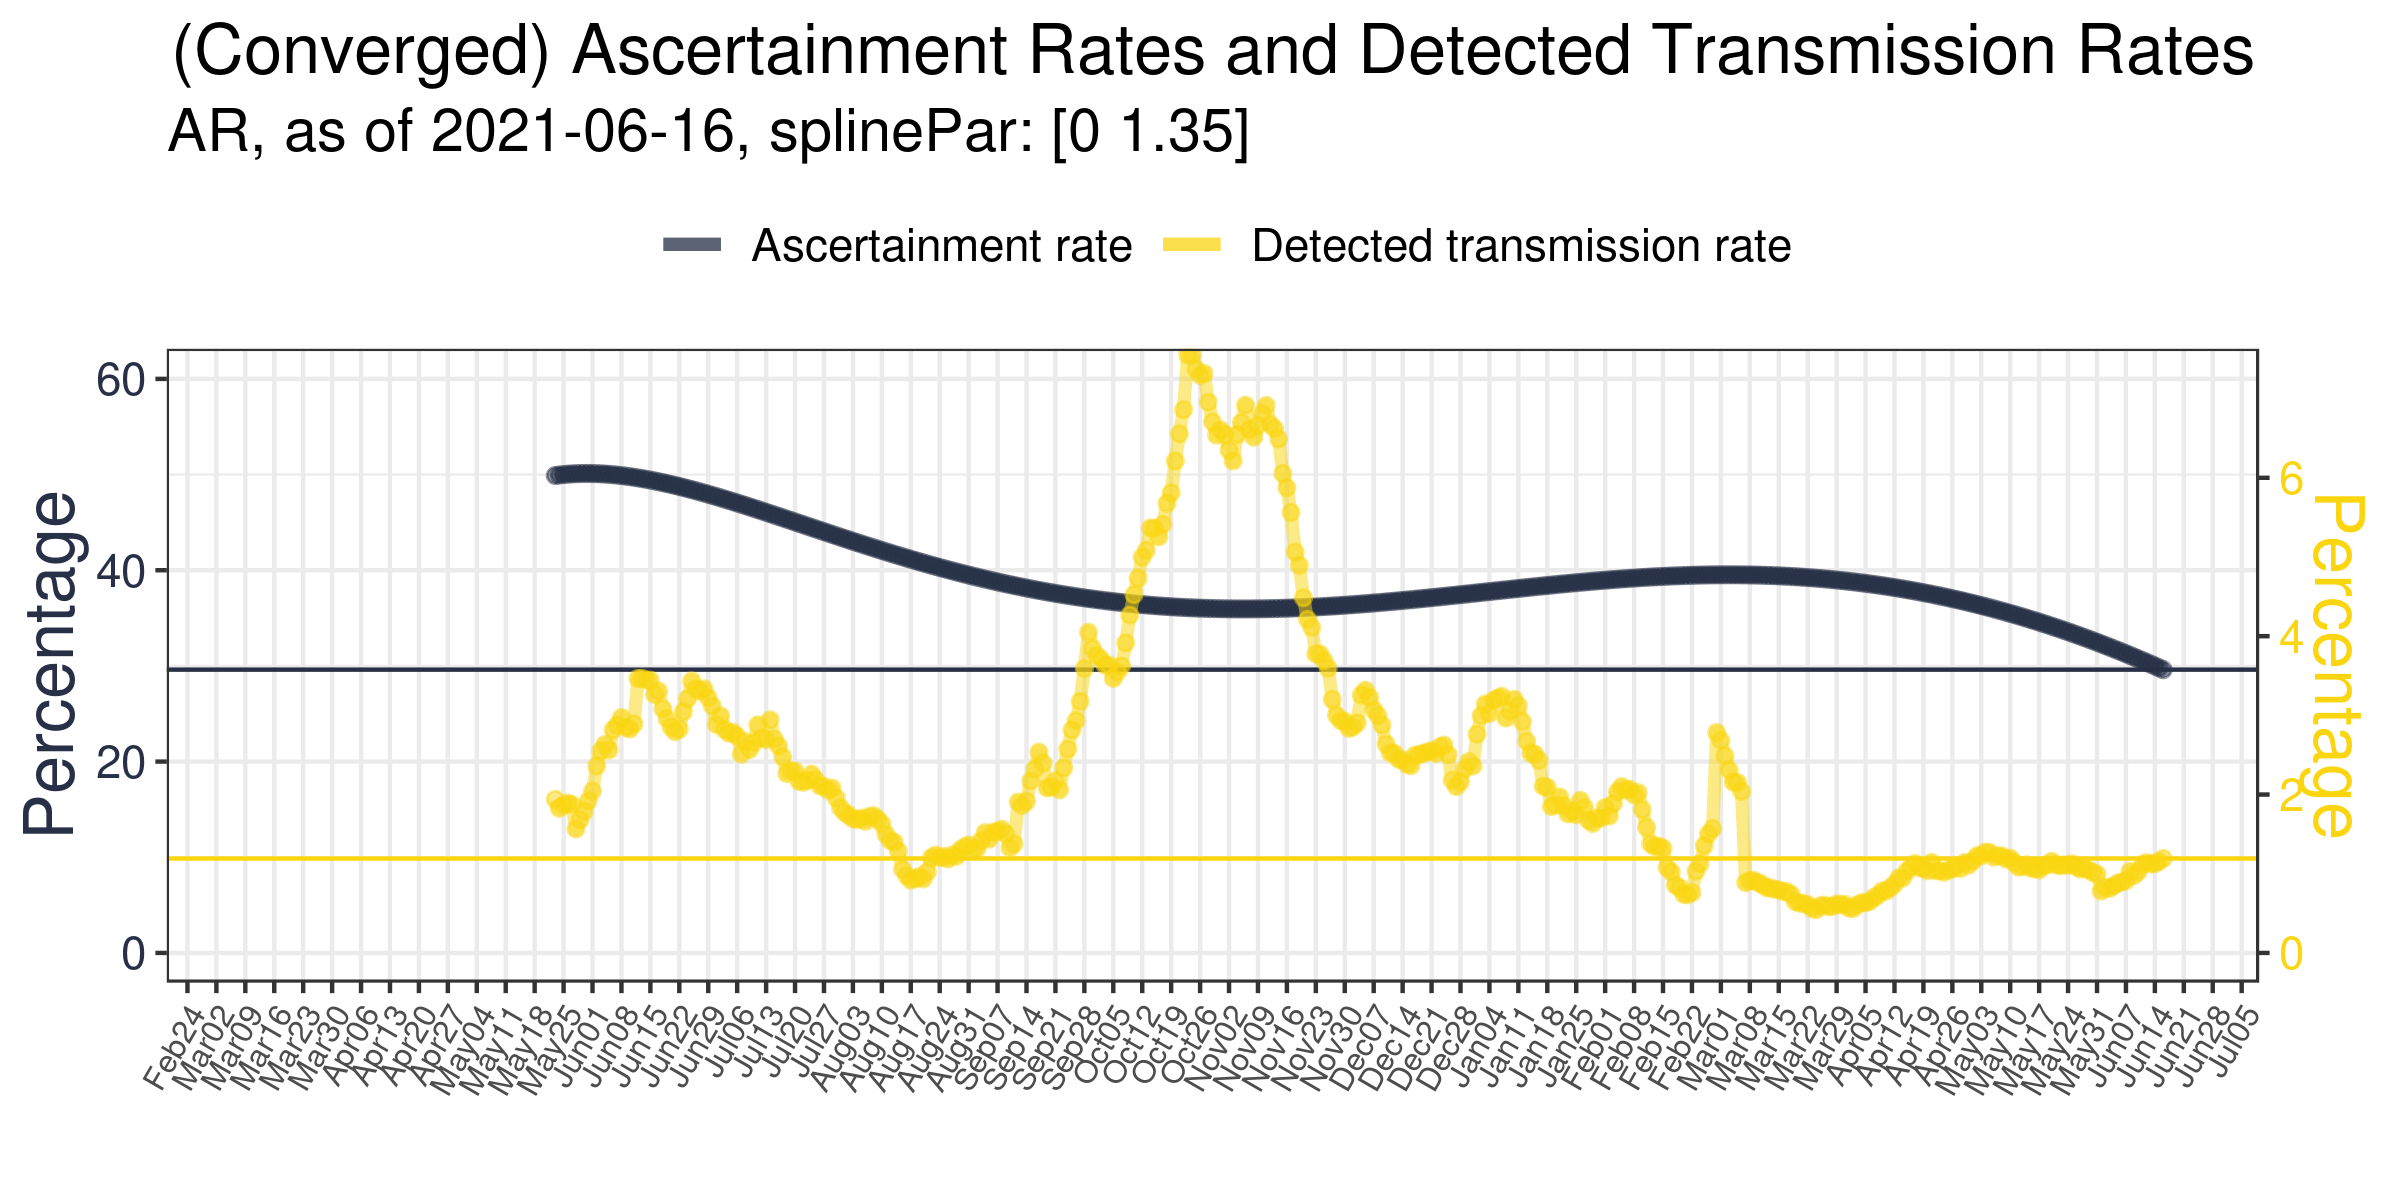 (Converged) Ascertainment Rates and Detected Transmission Rates
AR, as of 2021-06-16, splinePar: [0 1.35]
Ascertainment rate
Detected transmission rate
Percentage
60
40
20
0
6
4
2
0
Percentage
Feb24
Mar02
Mar09
Mar16
Mar23
Mar30
Apr06
Apr13
Apr20
Apr27
May04
May11
May18
May25
Jun01
Jun08
Jun15
Jun22
Jun29
Jul06
Jul13
Jul20
Jul27
Aug03
Aug10
Aug17
Aug24
Aug31
Sep07
Sep14
Sep21
Sep28
Oct05
Oct12
Oct19
Oct26
Nov02
Nov09
Nov16
Nov23
Nov30
Dec07
Dec14
Dec21
Dec28
Jan04
Jan11
Jan18
Jan25
Feb01
Feb08
Feb15
Feb22
Mar01
Mar08
Mar15
Mar22
Mar29
Apr05
Apr12
Apr19
Apr26
May03
May10
May17
May24
May31
Jun07
Jun14
Jun21
Jun28
Jul05